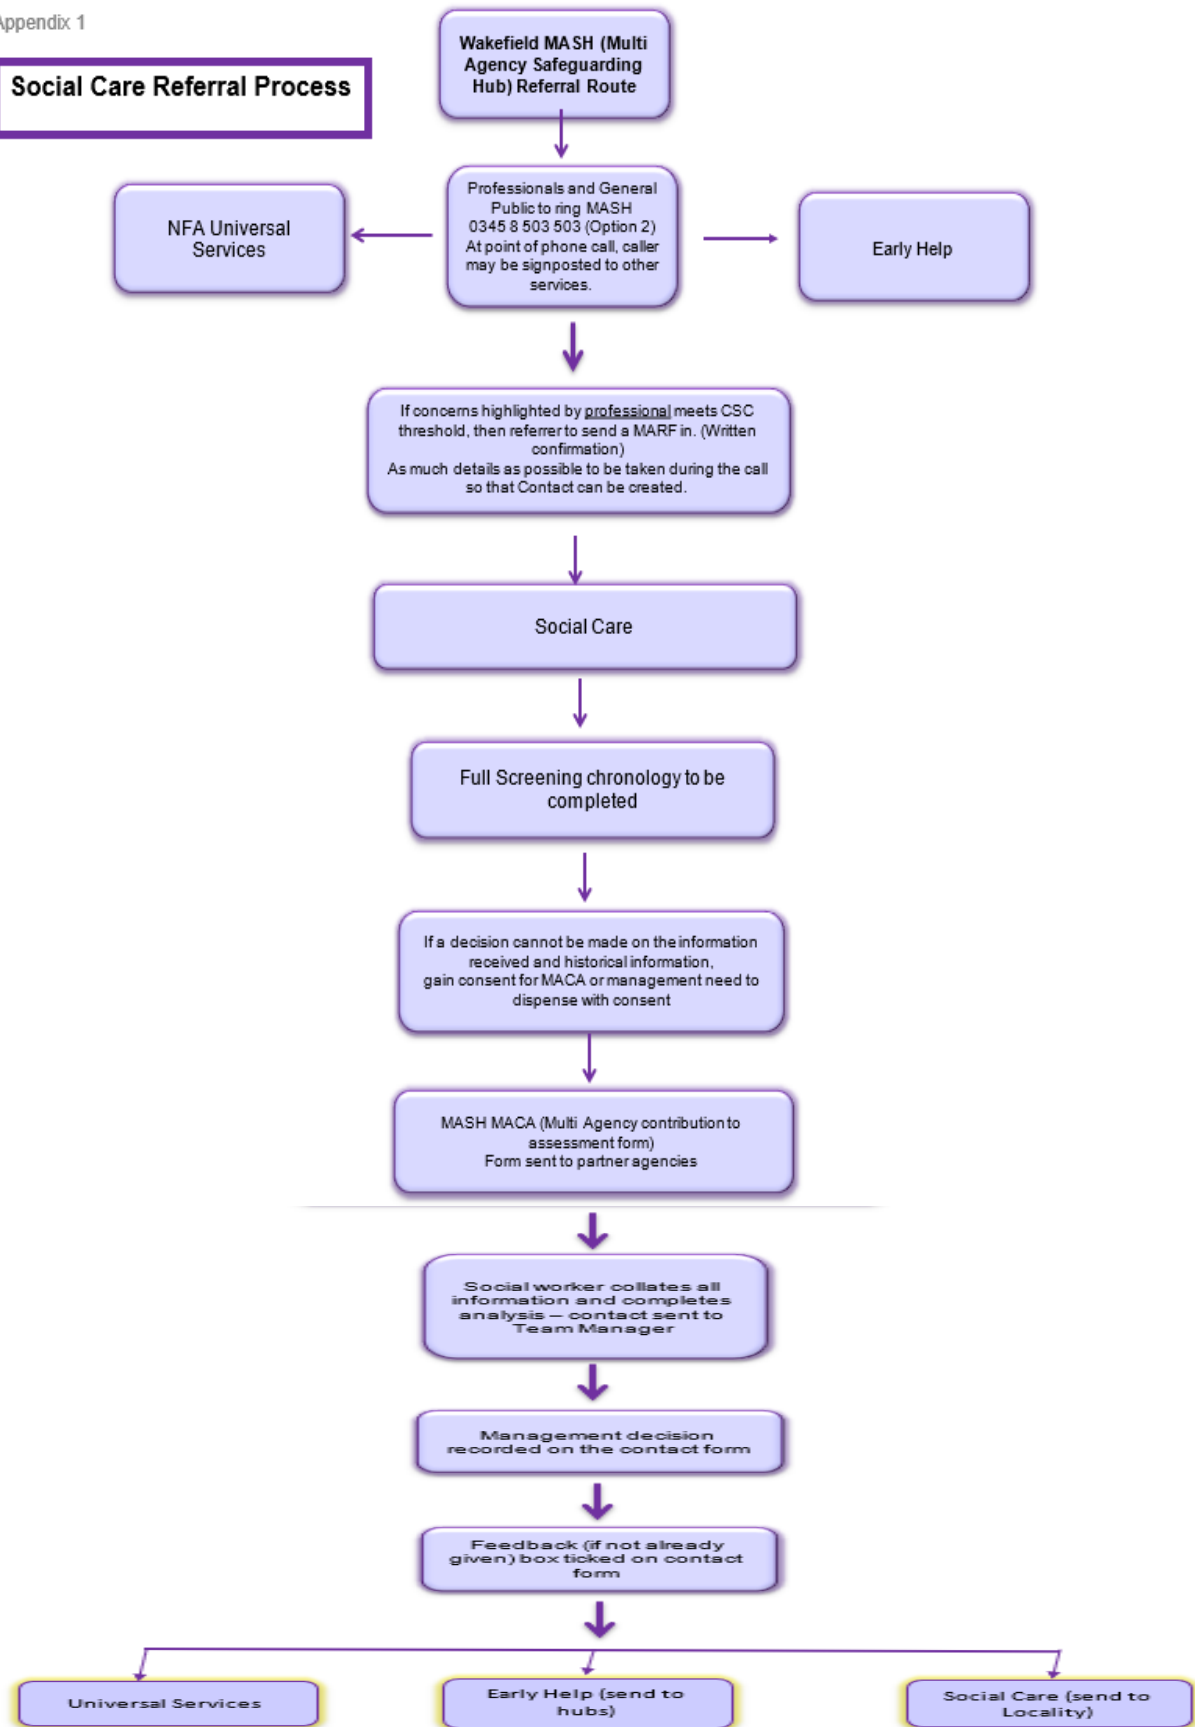 Appendix 1
Social Care Referral Process
Wakefield MASH (Multi
Agency Safeguarding
Hub) Referral Route
NFA Universal
Services
Professionals and General
Public to ring MASH
0345 8 503 503 (Option 2)
At point of phone call, caller
may be signposted to other
services.
Early Help
If concerns highlighted by professional meets CSC
threshold, then referrer to send a MARF in. (Written
confirmation)
As much details as possible to be taken during the call
so that Contact can be created.
Social Care
Full Screening chronology to be
completed
If a decision cannot be made on the information
received and historical information,
gain consent for MACA or management need to
dispense with consent
MASH MACA (Multi Agency contribution to
assessment form)
Form sent to partner agencies
Social worker collates all
information and completes
analysis – contact sent to
Team Manager
Management decision
recorded on the contact form
Feedback (if not already
given) box ticked on contact
form
Universal Services
Early Help (send to
hubs)
Social Care (send to
Locality)